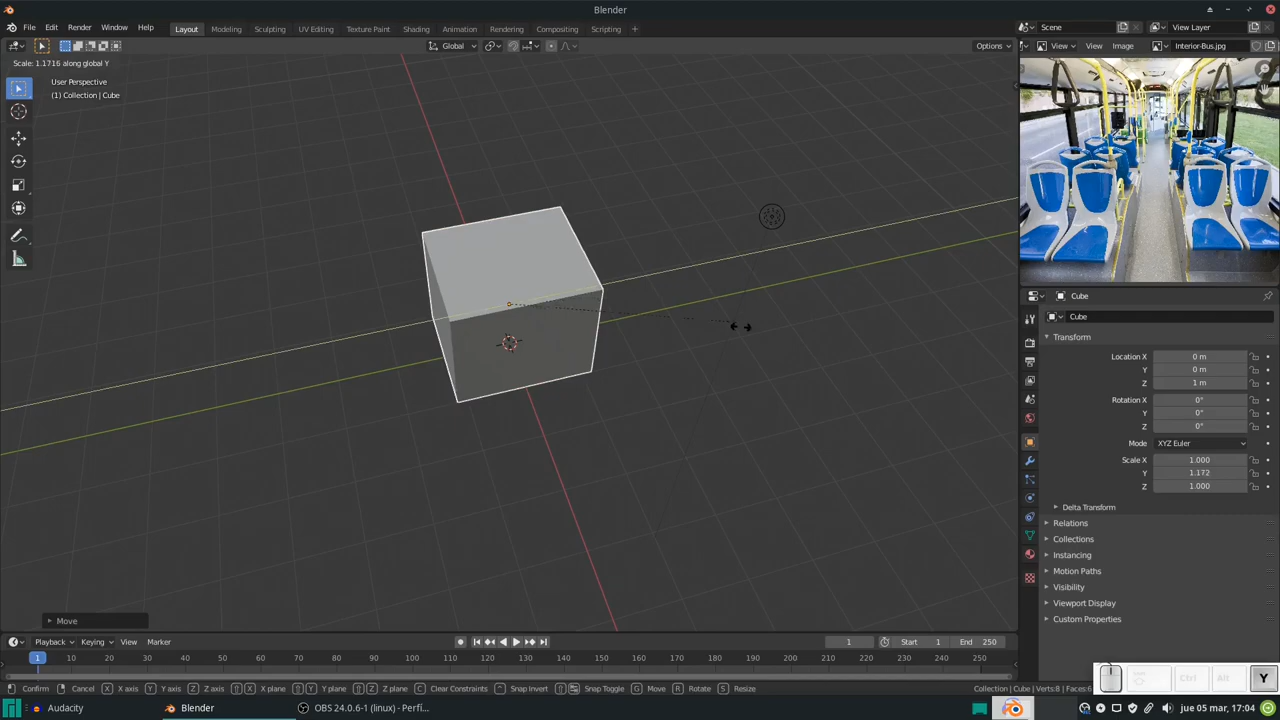 Blender
File Edit Render Window Help
Layout Modeling Sculpting UV Editing Texture Paint Shading Animation Rendering Compositing Scripting +
Scene View Layer
Global Options
View View Image Interior-Bus.jpg
Scale: 1.1716 along global Y
User Perspective
(1) Collection | Cube
Cube
Cube
Transform
Location X 0 m
Y 0 m
Z 1 m
Rotation X 0°
Y 0°
Z 0°
Mode XYZ Euler
Scale X 1.000
Y 1.172
Z 1.000
Delta Transform
Relations
Collections
Instancing
Motion Paths
Visibility
Viewport Display
Custom Properties
Move
Playback Keying View Marker 1 Start 1 End 250
1 10 20 30 40 50 60 70 80 90 100 110 120 130 140 150 160 170 180 190 200 210 220 230 240 250
Ctrl Alt Y
Confirm Cancel X X axis Y Y axis Z Z axis X X plane Y Y plane Z Z plane C Clear Constraints Snap Invert Snap Toggle G Move R Rotate S Resize Collection | Cube | Verts:8 | Faces:6
Audacity Blender OBS 24.0.6-1 (linux) - Perfi... jue 05 mar, 17:04